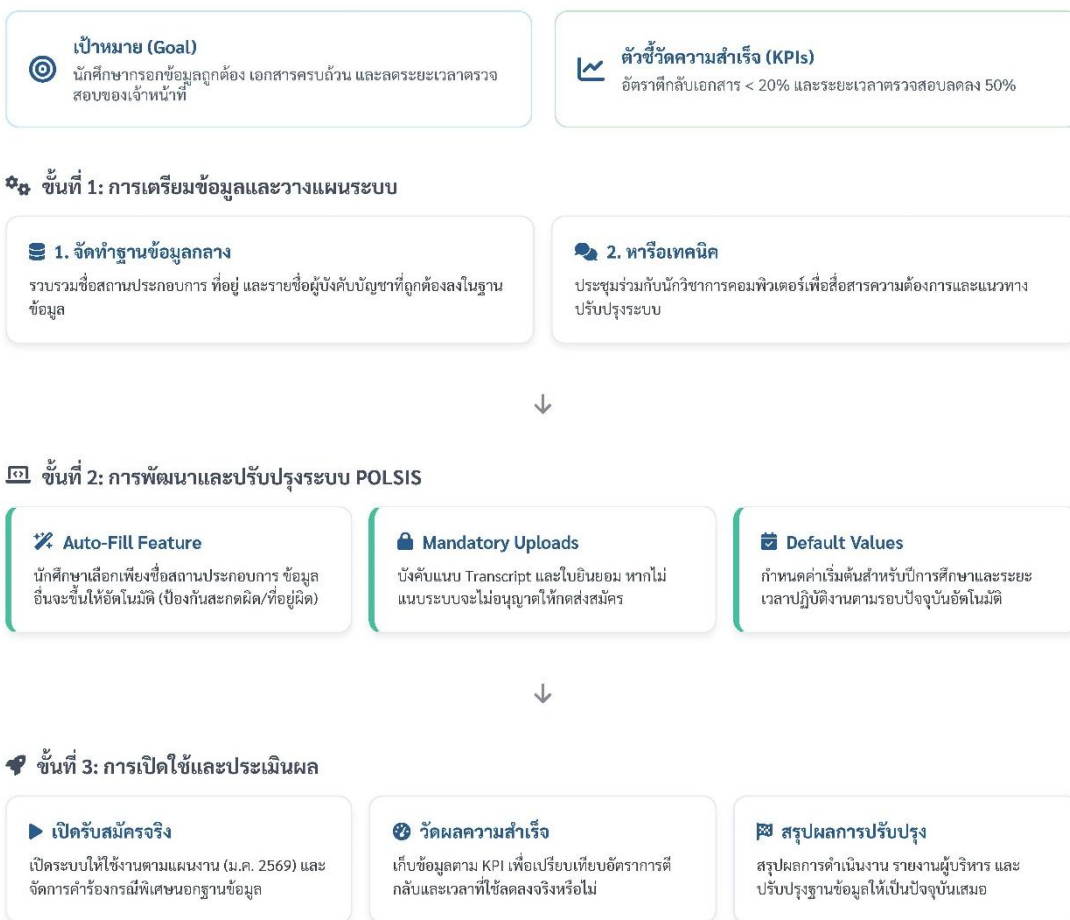 เป้าหมาย (Goal)
นักศึกษากรอกข้อมูลถูกต้อง เอกสารครบถ้วน และลดระยะเวลาตรวจ
สอบของเจ้าหน้าที่
ตัวชี้วัดความสำเร็จ (KPIs)
อัตราตีกลับเอกสาร < 20% และระยะเวลาตรวจสอบลดลง 50%
ขั้นที่ 1: การเตรียมข้อมูลและวางแผนระบบ
1. จัดทำฐานข้อมูลกลาง
รวบรวมชื่อสถานประกอบการ ที่อยู่ และรายชื่อผู้บังคับบัญชาที่ถูกต้องลงในฐาน
ข้อมูล
2. หารือเทคนิค
ประชุมร่วมกับนักวิชาการคอมพิวเตอร์เพื่อสื่อสารความต้องการและแนวทาง
ปรับปรุงระบบ
ขั้นที่ 2: การพัฒนาและปรับปรุงระบบ POLSIS
Auto-Fill Feature
นักศึกษาเลือกเพียงชื่อสถานประกอบการ ข้อมูล
อื่นจะขึ้นให้อัตโนมัติ (ป้องกันสะกดผิด/ที่อยู่ผิด)
Mandatory Uploads
บังคับแนบ Transcript และใบยินยอม หากไม่
แนบระบบจะไม่อนุญาตให้กดส่งสมัคร
Default Values
กำหนดค่าเริ่มต้นสำหรับปีการศึกษาและระยะ
เวลาปฏิบัติงานตามรอบปัจจุบันอัตโนมัติ
ขั้นที่ 3: การเปิดใช้และประเมินผล
เปิดรับสมัครจริง
เปิดระบบให้ใช้งานตามแผนงาน (ม.ค. 2569) และ
จัดการคำร้องกรณีพิเศษนอกฐานข้อมูล
วัดผลความสำเร็จ
เก็บข้อมูลตาม KPI เพื่อเปรียบเทียบอัตราการตี
กลับและเวลาที่ใช้ลดลงจริงหรือไม่
สรุปผลการปรับปรุง
สรุปผลการดำเนินงาน รายงานผู้บริหาร และ
ปรับปรุงฐานข้อมูลให้เป็นปัจจุบันเสมอ